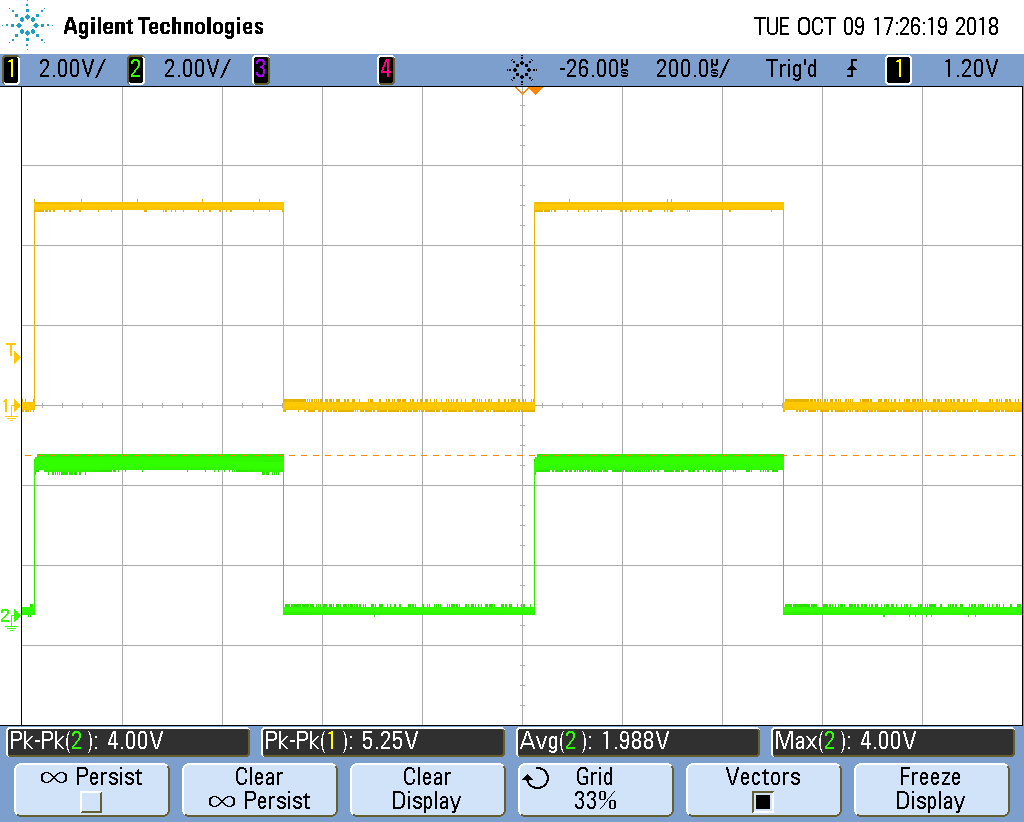 Agilent Technologies
TUE OCT 09 17:26:19 2018
1 2.00V/ 2 2.00V/ 3 4 -26.00µs 200.0µs/ Trig'd 1 1.20V
T
1
2
Pk-Pk(2): 4.00V Pk-Pk(1): 5.25V Avg(2): 1.988V Max(2): 4.00V
∞ Persist
Clear
∞ Persist
Clear
Display
Grid
33%
Vectors
Freeze
Display